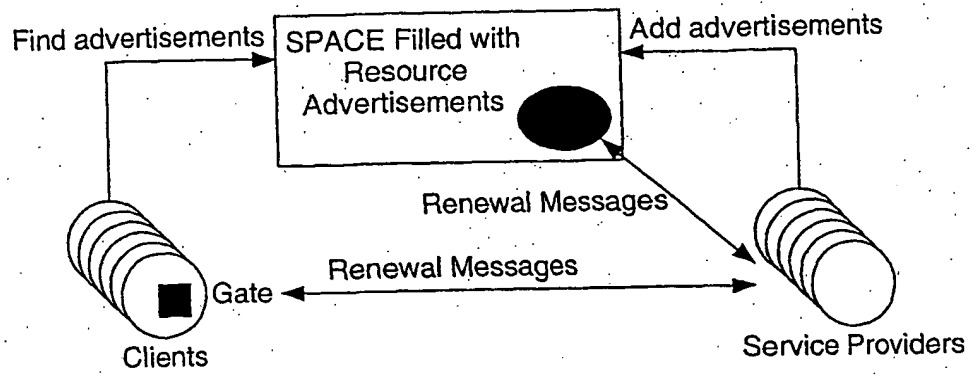 Find advertisements
SPACE Filled with
Resource
Advertisements
Add advertisements
Renewal Messages
Renewal Messages
Gate
Clients
Service Providers